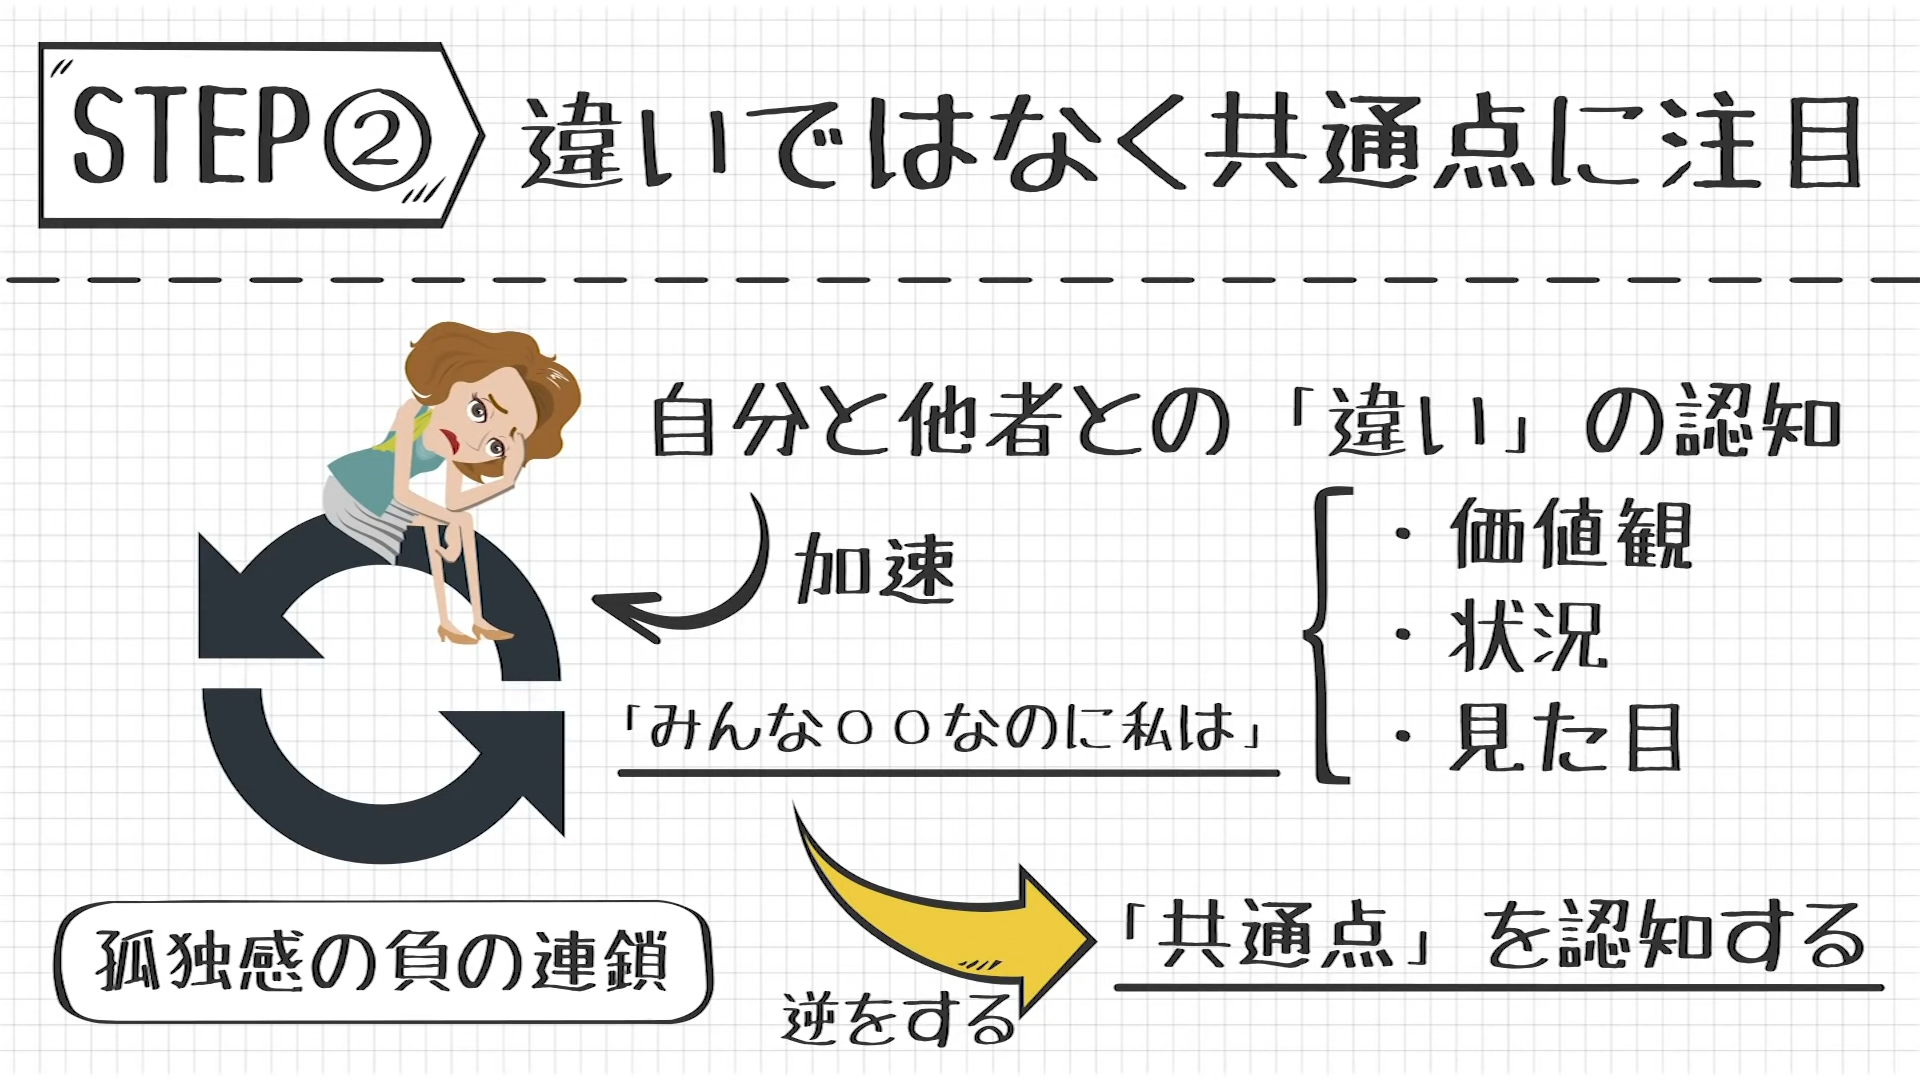 STEP② 違いではなく共通点に注目
自分と他者との「違い」の認知
加速
・価値観
・状況
・見た目
「みんな○○なのに私は」
孤独感の負の連鎖
逆をする
「共通点」を認知する